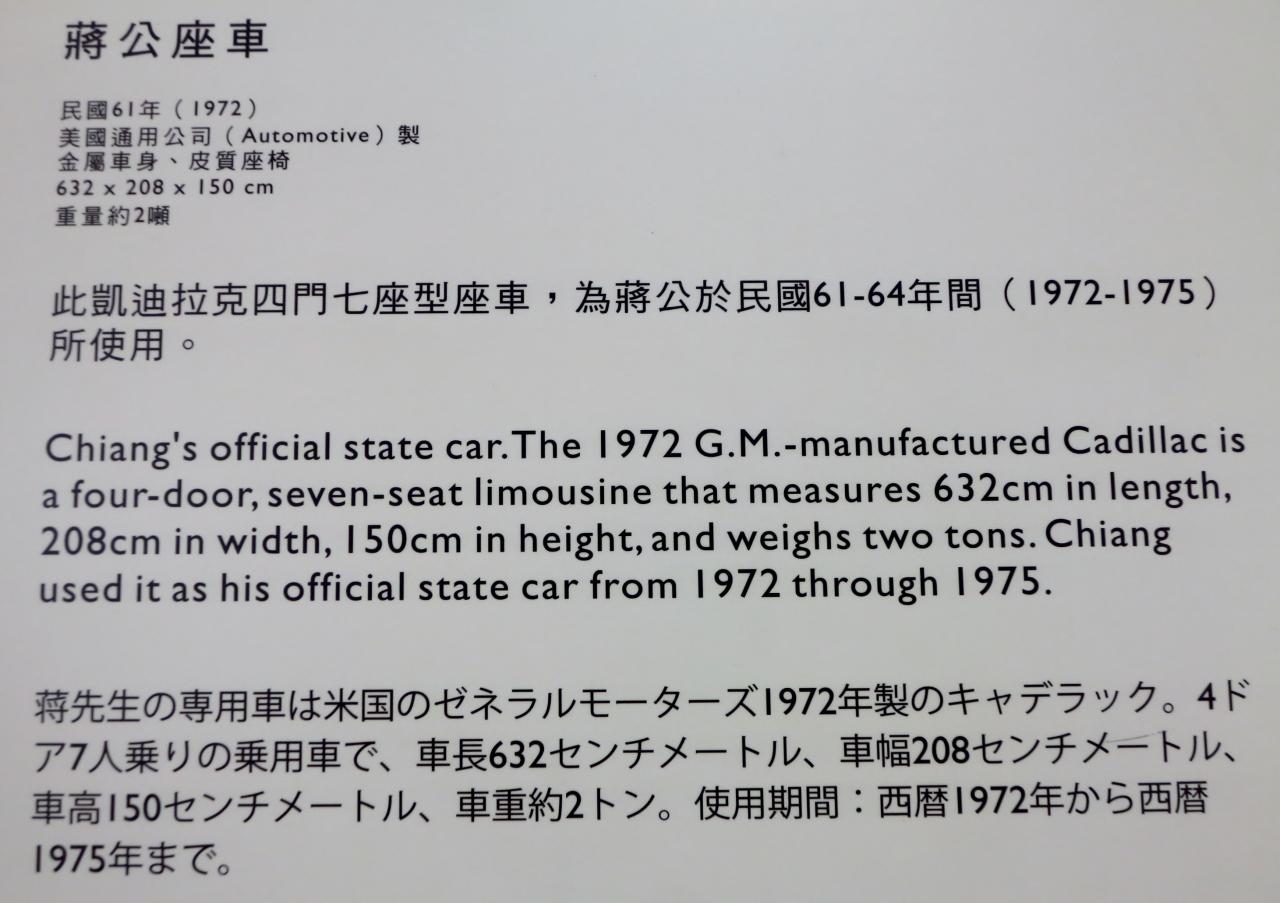 蔣公座車
民國61年（1972）
美國通用公司（Automotive）製
金屬車身、皮質座椅
632 x 208 x 150 cm
重量約2噸
此凱迪拉克四門七座型座車，為蔣公於民國61-64年間（1972-1975）
所使用。
Chiang's official state car.The 1972 G.M.-manufactured Cadillac is
a four-door, seven-seat limousine that measures 632cm in length,
208cm in width, 150cm in height, and weighs two tons. Chiang
used it as his official state car from 1972 through 1975.
蒋先生の専用車は米国のゼネラルモーターズ1972年製のキャデラック。4ド
ア7人乗りの乗用車で、車長632センチメートル、車幅208センチメートル、
車高150センチメートル、車重約2トン。使用期間：西暦1972年から西暦
1975年まで。